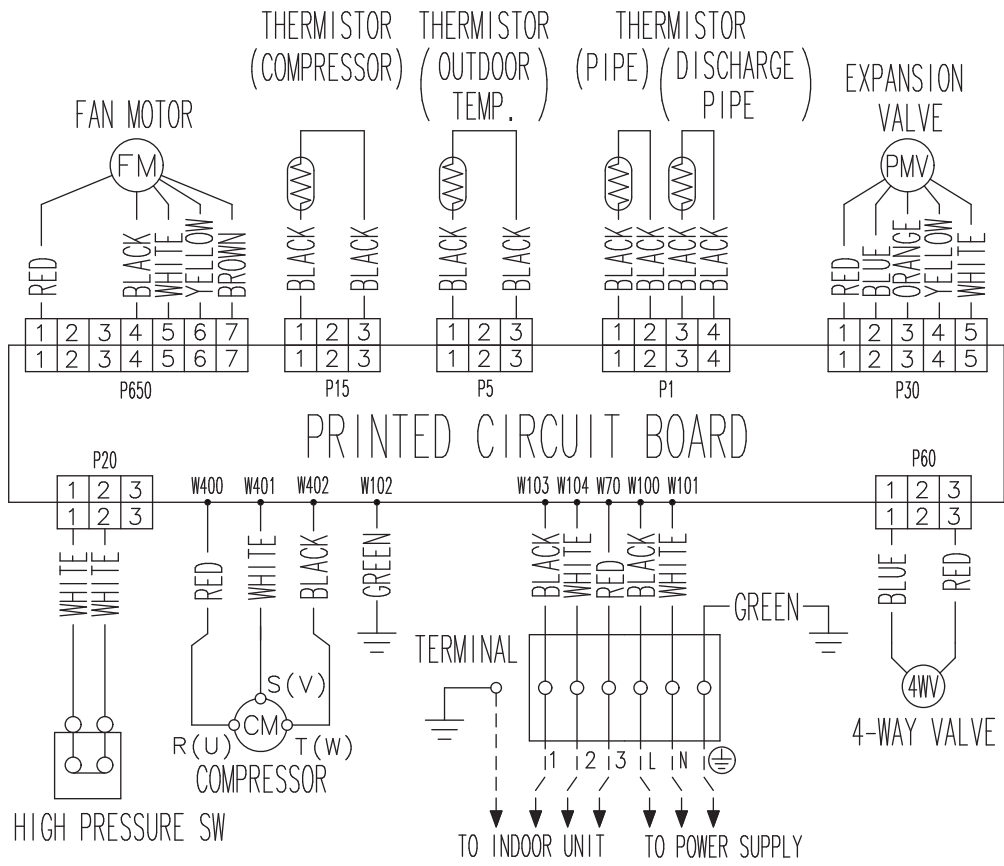 THERMISTOR THERMISTOR THERMISTOR
(COMPRESSOR) (OUTDOOR TEMP.) (PIPE) (DISCHARGE PIPE)
EXPANSION
VALVE
FAN MOTOR
FM
PMV
RED BLACK WHITE YELLOW BROWN
BLACK BLACK
BLACK BLACK
BLACK BLACK BLACK BLACK
RED BLUE ORANGE YELLOW WHITE
1 2 3 4 5 6 7
1 2 3
1 2 3
1 2 3 4
1 2 3 4 5
1 2 3 4 5 6 7
1 2 3
1 2 3
1 2 3 4
1 2 3 4 5
P650 P15 P5 P1 P30
PRINTED CIRCUIT BOARD
P20 W400 W401 W402 W102 W103 W104 W70 W100 W101 P60
1 2 3
1 2 3
1 2 3
1 2 3
WHITE WHITE
RED WHITE BLACK GREEN
BLACK WHITE RED BLACK WHITE
BLUE RED
GREEN
TERMINAL
S(V)
CM
R(U) T(W)
COMPRESSOR
4WV
4-WAY VALVE
1 2 3 L N
HIGH PRESSURE SW
TO INDOOR UNIT TO POWER SUPPLY